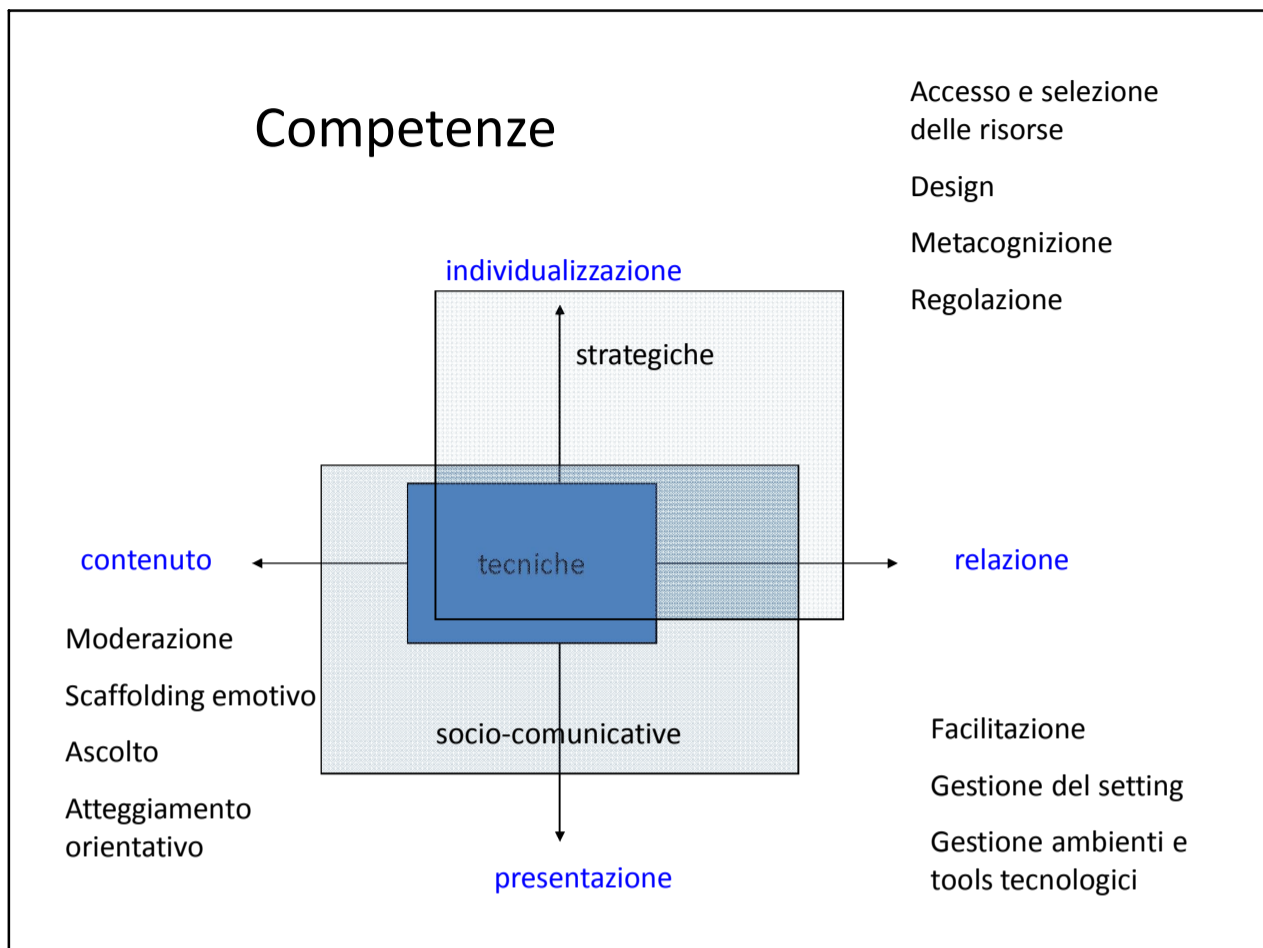 Competenze
Accesso e selezione
delle risorse
Design
Metacognizione
Regolazione
individualizzazione
strategiche
contenuto
tecniche
relazione
Moderazione
Scaffolding emotivo
Ascolto
Atteggiamento
orientativo
socio-comunicative
Facilitazione
Gestione del setting
Gestione ambienti e
tools tecnologici
presentazione